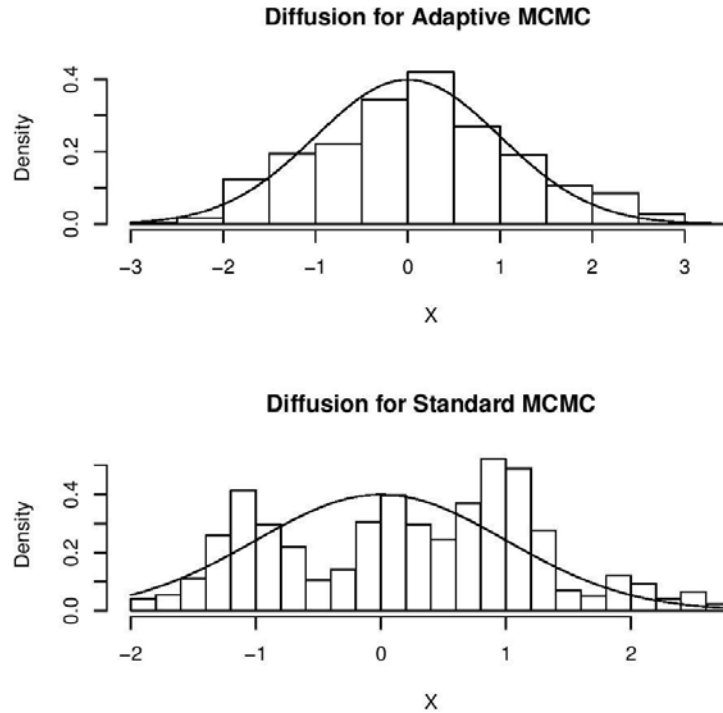 Diffusion for Adaptive MCMC
Density
0.4
0.2
0.0
−3 −2 −1 0 1 2 3
X
Diffusion for Standard MCMC
Density
0.4
0.2
0.0
−2 −1 0 1 2
X